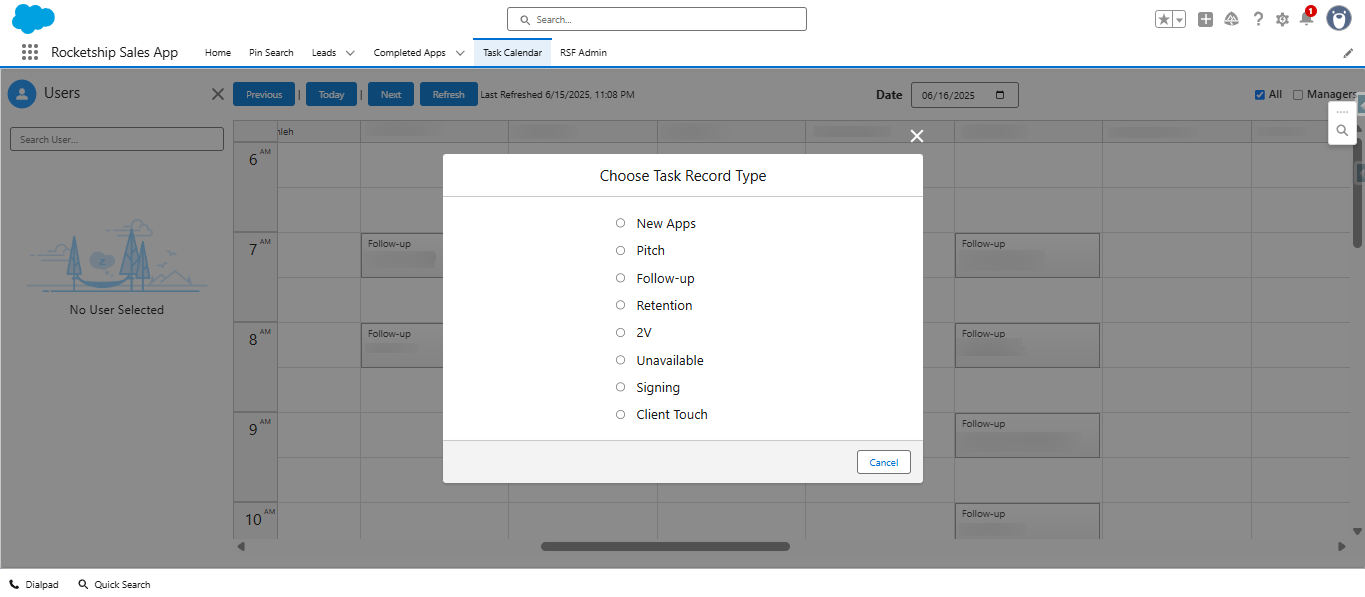 Search...
1
Rocketship Sales App
Home
Pin Search
Leads
Completed Apps
Task Calendar
RSF Admin
Users
Previous | Today | Next Refresh Last Refreshed 6/15/2025, 11:08 PM
Date 06/16/2025
All
Managers
Search User...
No User Selected
6 AM
7 AM
8 AM
9 AM
10 AM
Follow-up
Follow-up
Follow-up
Follow-up
Follow-up
Follow-up
Choose Task Record Type
New Apps
Pitch
Follow-up
Retention
2V
Unavailable
Signing
Client Touch
Cancel
Dialpad
Quick Search